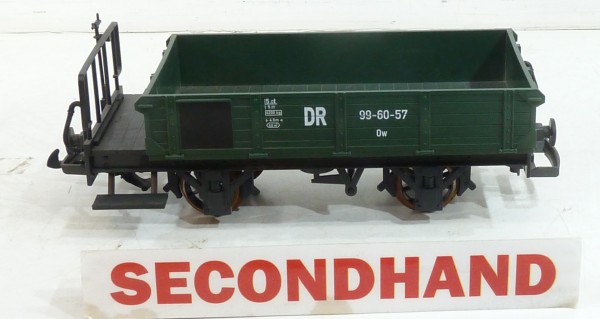 DR
99-60-57
Ow
SECONDHAND